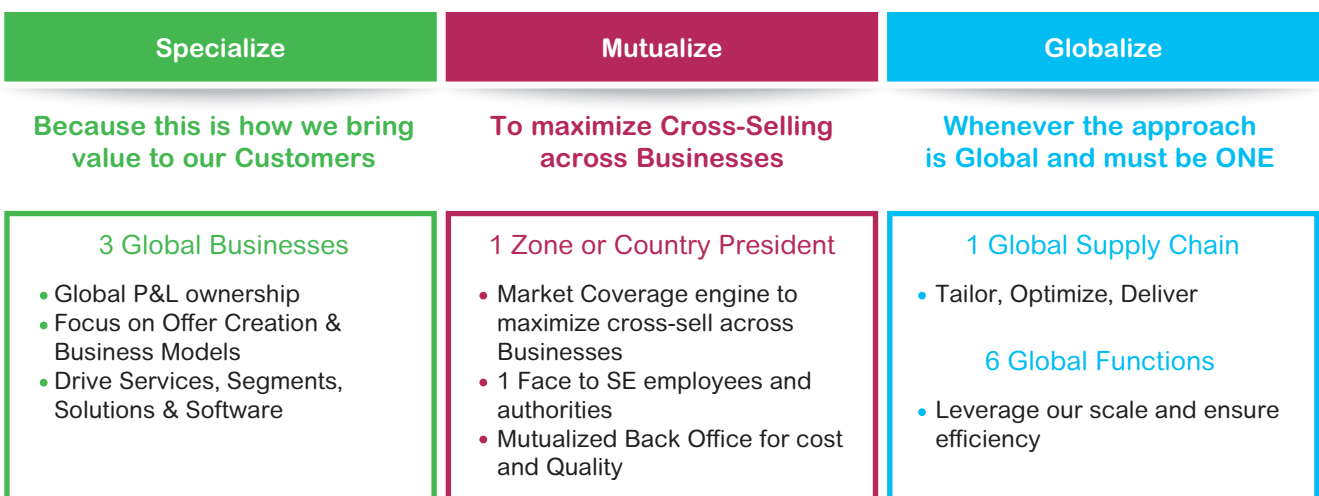 Specialize
Because this is how we bring
value to our Customers
3 Global Businesses
• Global P&L ownership
• Focus on Offer Creation &
Business Models
• Drive Services, Segments,
Solutions & Software
Mutualize
To maximize Cross-Selling
across Businesses
1 Zone or Country President
• Market Coverage engine to
maximize cross-sell across
Businesses
• 1 Face to SE employees and
authorities
• Mutualized Back Office for cost
and Quality
Globalize
Whenever the approach
is Global and must be ONE
1 Global Supply Chain
• Tailor, Optimize, Deliver
6 Global Functions
• Leverage our scale and ensure
efficiency